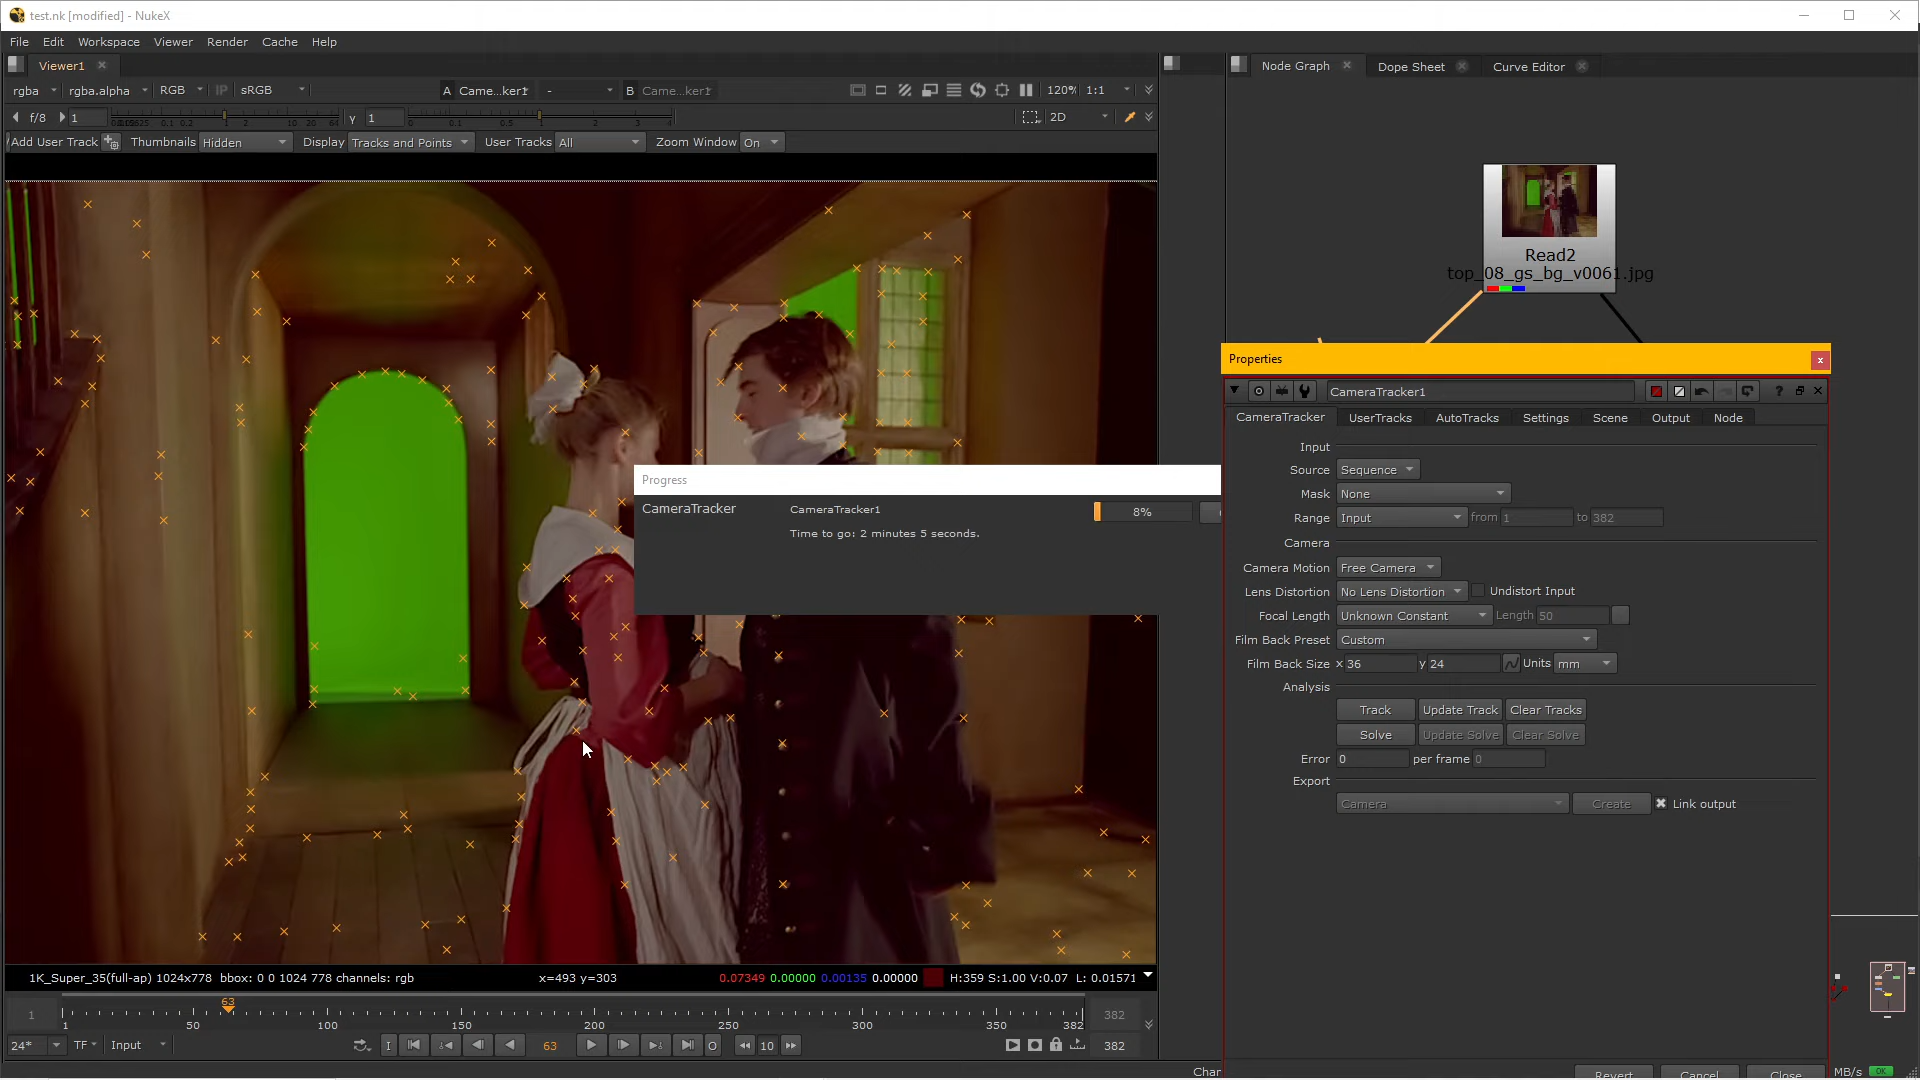 test.nk [modified] - NukeX
File Edit Workspace Viewer Render Cache Help
Viewer1
rgba rgba.alpha RGB IP sRGB A Came...ker1 - B Came...ker1 120% 1:1
f/8 1 y 1 2D
Add User Track Thumbnails Hidden Display Tracks and Points User Tracks All Zoom Window On
Node Graph Dope Sheet Curve Editor
Read2
top_08_gs_bg_v0061.jpg
Progress
CameraTracker CameraTracker1 8%
Time to go: 2 minutes 5 seconds.
Properties x
CameraTracker1 ?
CameraTracker UserTracks AutoTracks Settings Scene Output Node
Input
Source Sequence
Mask None
Range Input from 1 to 382
Camera
Camera Motion Free Camera
Lens Distortion No Lens Distortion Undistort Input
Focal Length Unknown Constant Length 50
Film Back Preset Custom
Film Back Size x 36 y 24 Units mm
Analysis
Track Update Track Clear Tracks
Solve Update Solve Clear Solve
Error 0 per frame 0
Export
Camera Create Link output
Revert Cancel Close
1K_Super_35(full-ap) 1024x778 bbox: 0 0 1024 778 channels: rgb x=493 y=303 0.07349 0.00000 0.00135 0.00000 H:359 S:1.00 V:0.07 L: 0.01571
63
1 382
1 50 100 150 200 250 300 350 382
24* TF Input I 63 O 10 382
Chan MB/s OK